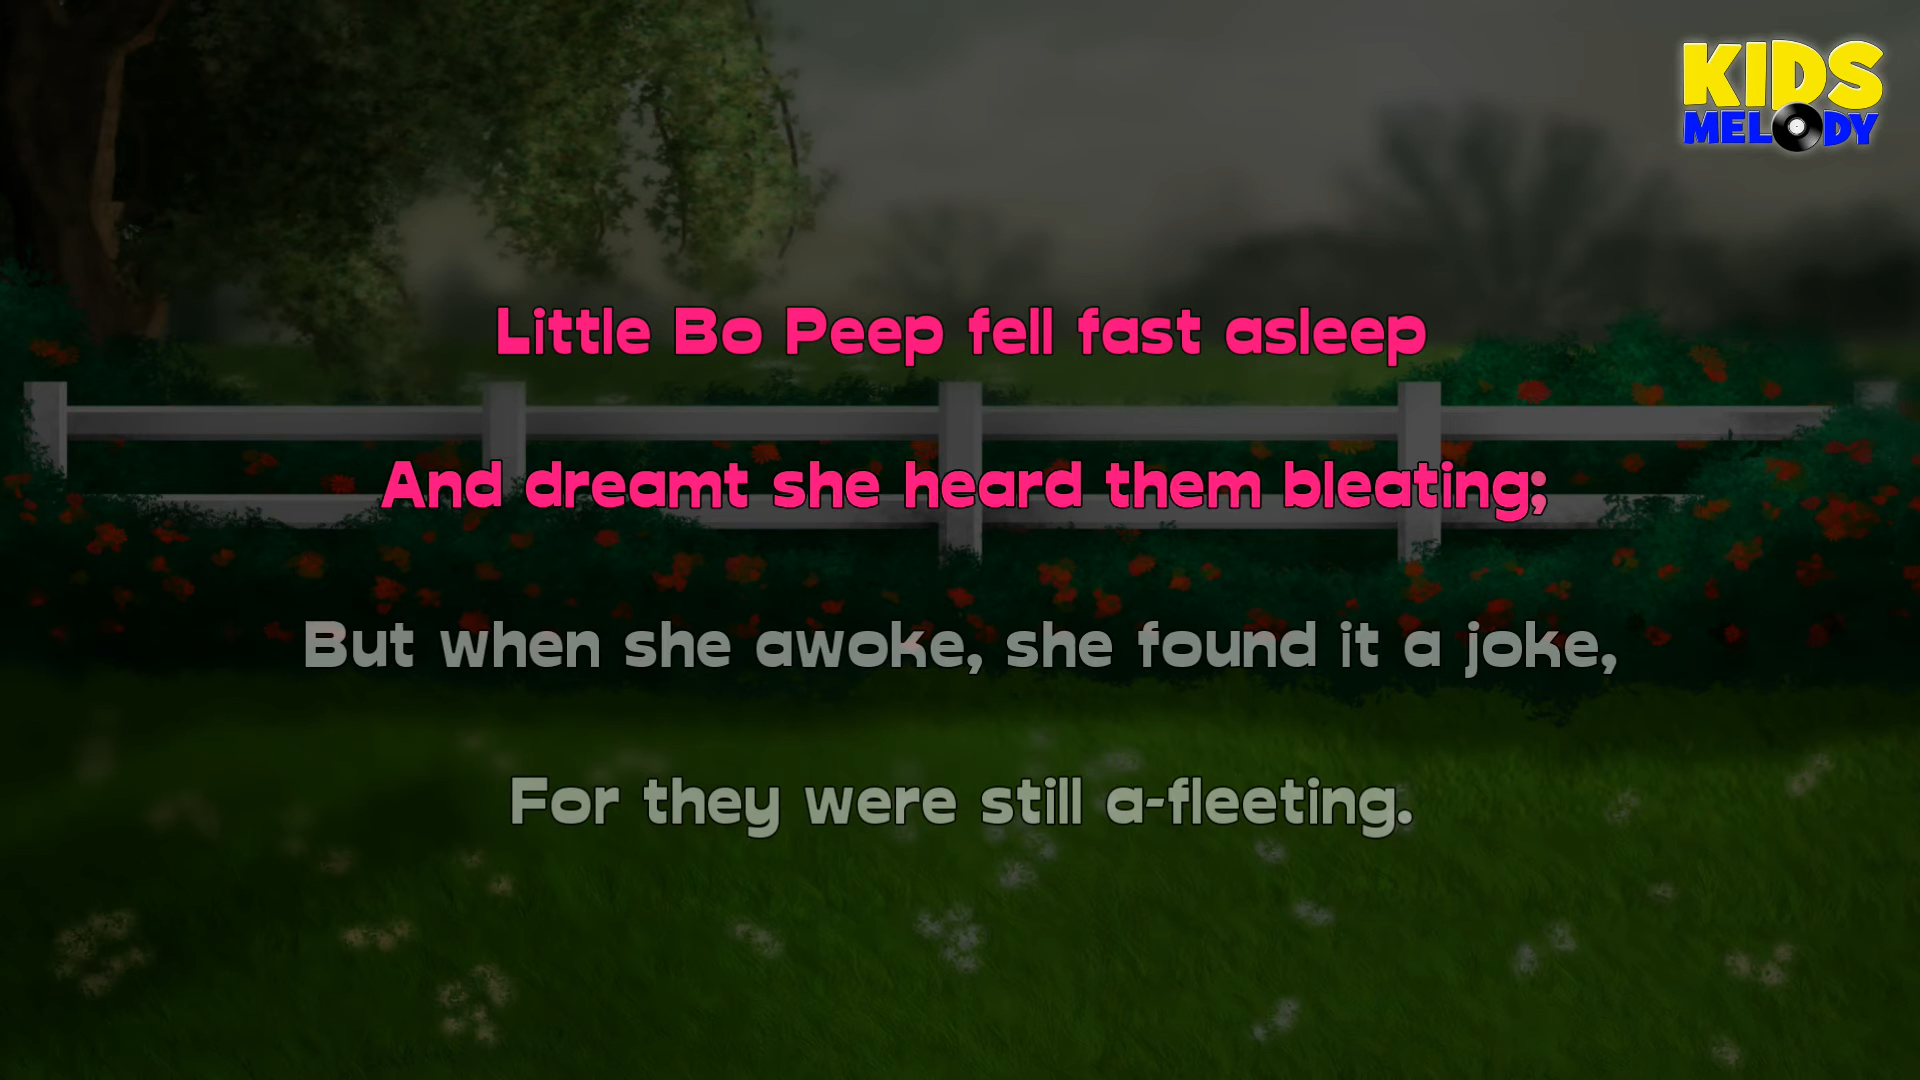 KIDS
MELODY
Little Bo Peep fell fast asleep
And dreamt she heard them bleating;
But when she awoke, she found it a joke,
For they were still a-fleeting.